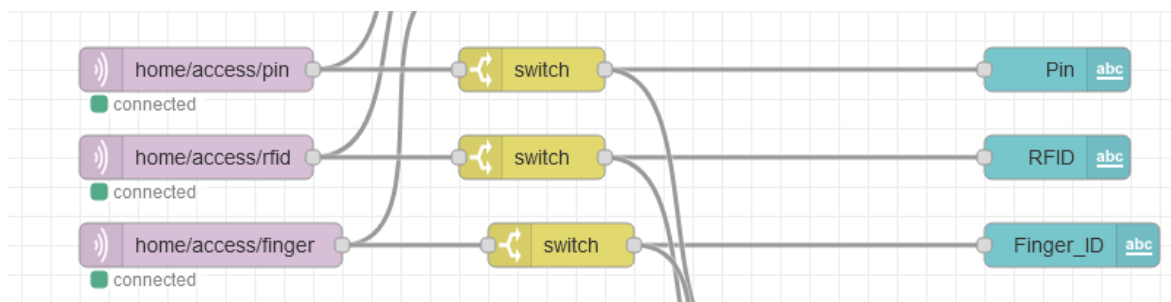 home/access/pin switch Pin abc
connected
home/access/rfid switch RFID abc
connected
home/access/finger switch Finger_ID abc
connected